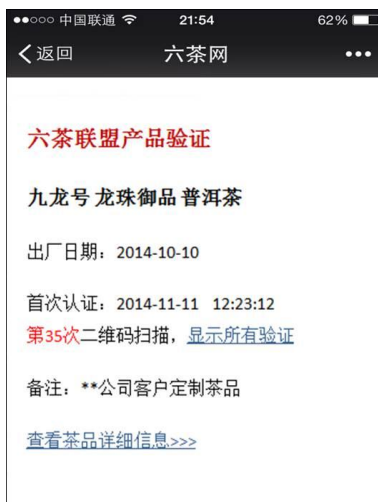 中国联通 21:54 62%
返回 六茶网
六茶联盟产品验证
九龙号 龙珠御品 普洱茶
出厂日期：2014-10-10
首次认证：2014-11-11 12:23:12
第35次二维码扫描，显示所有验证
备注：**公司客户定制茶品
查看茶品详细信息>>>